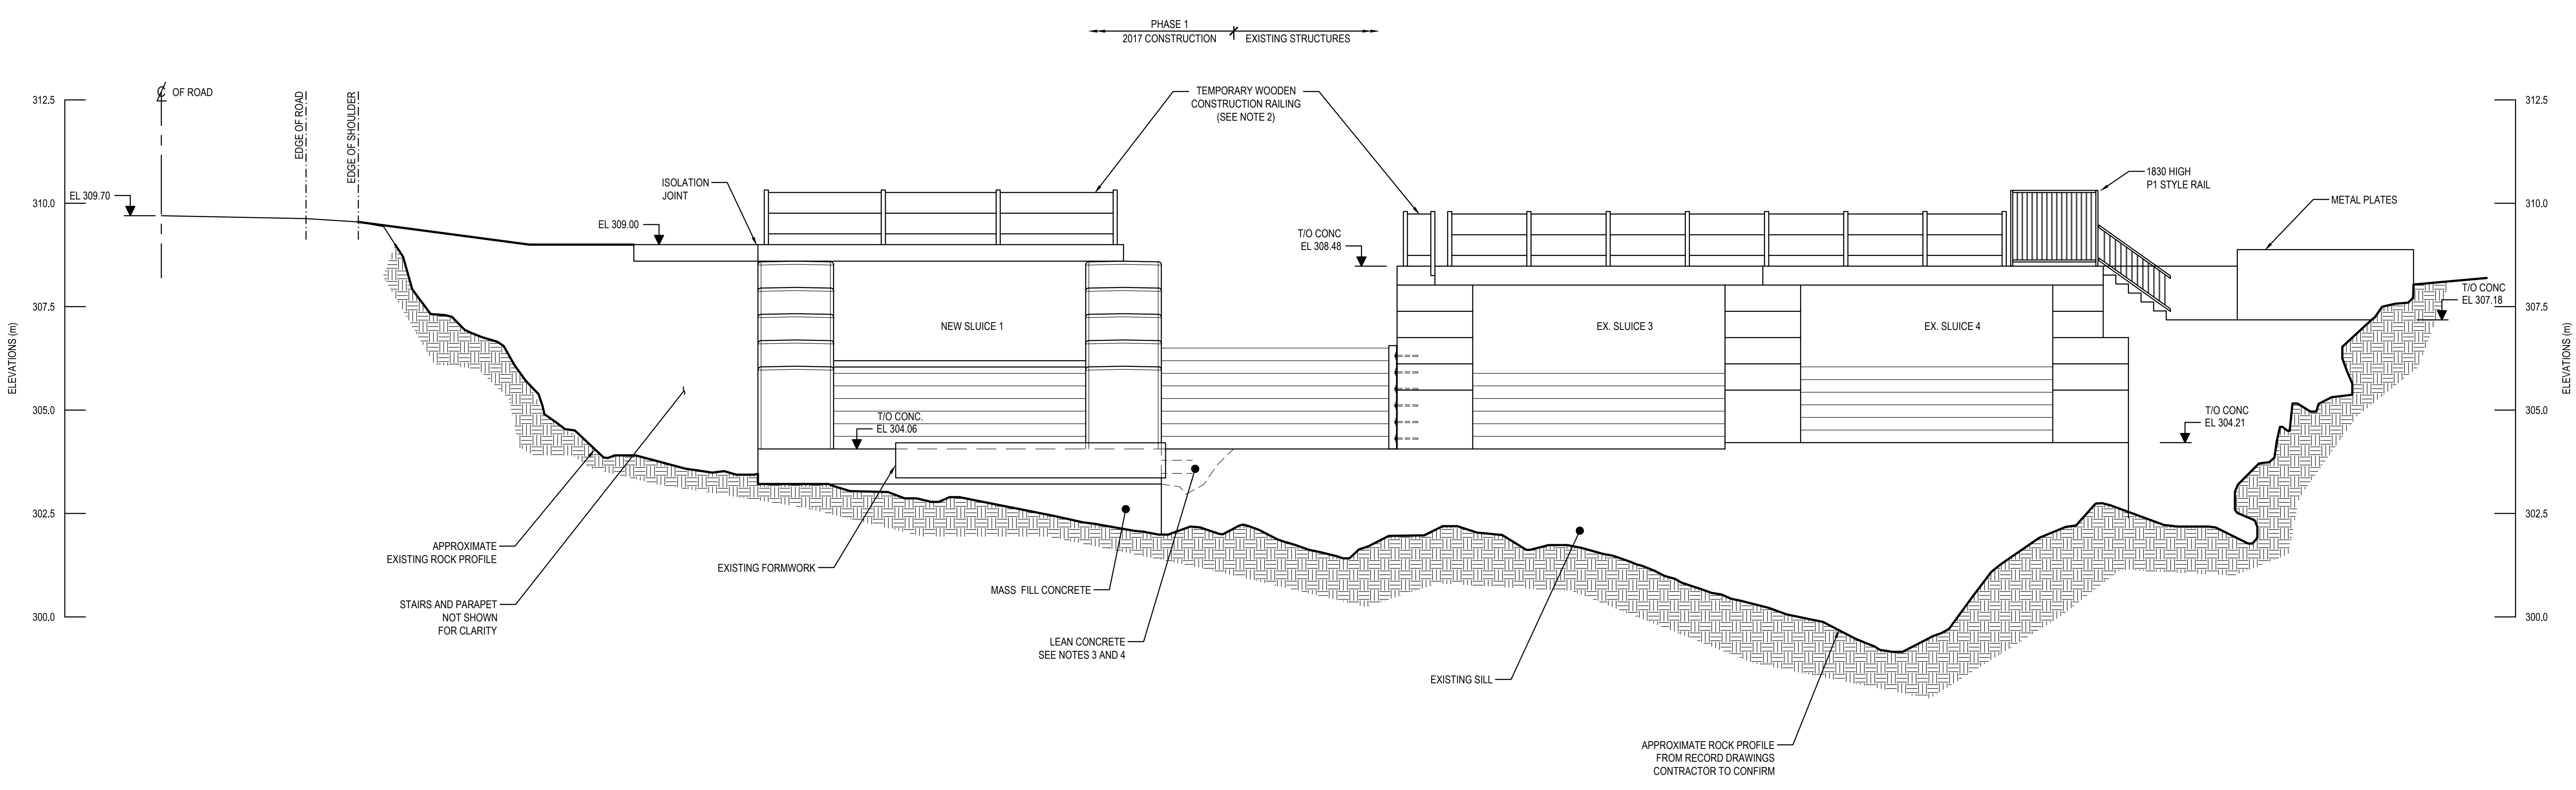 PHASE 1
2017 CONSTRUCTION
EXISTING STRUCTURES
312.5
℄ OF ROAD
EDGE OF ROAD
EDGE OF SHOULDER
TEMPORARY WOODEN
CONSTRUCTION RAILING
(SEE NOTE 2)
312.5
EL 309.70
310.0
ISOLATION
JOINT
EL 309.00
T/O CONC
EL 308.48
1830 HIGH
P1 STYLE RAIL
METAL PLATES
310.0
307.5
NEW SLUICE 1
EX. SLUICE 3
EX. SLUICE 4
T/O CONC
EL 307.18
307.5
ELEVATIONS (m)
ELEVATIONS (m)
305.0
T/O CONC.
EL 304.06
T/O CONC
EL 304.21
305.0
302.5
302.5
APPROXIMATE
EXISTING ROCK PROFILE
EXISTING FORMWORK
MASS FILL CONCRETE
STAIRS AND PARAPET
NOT SHOWN
FOR CLARITY
300.0
300.0
LEAN CONCRETE
SEE NOTES 3 AND 4
EXISTING SILL
APPROXIMATE ROCK PROFILE
FROM RECORD DRAWINGS
CONTRACTOR TO CONFIRM